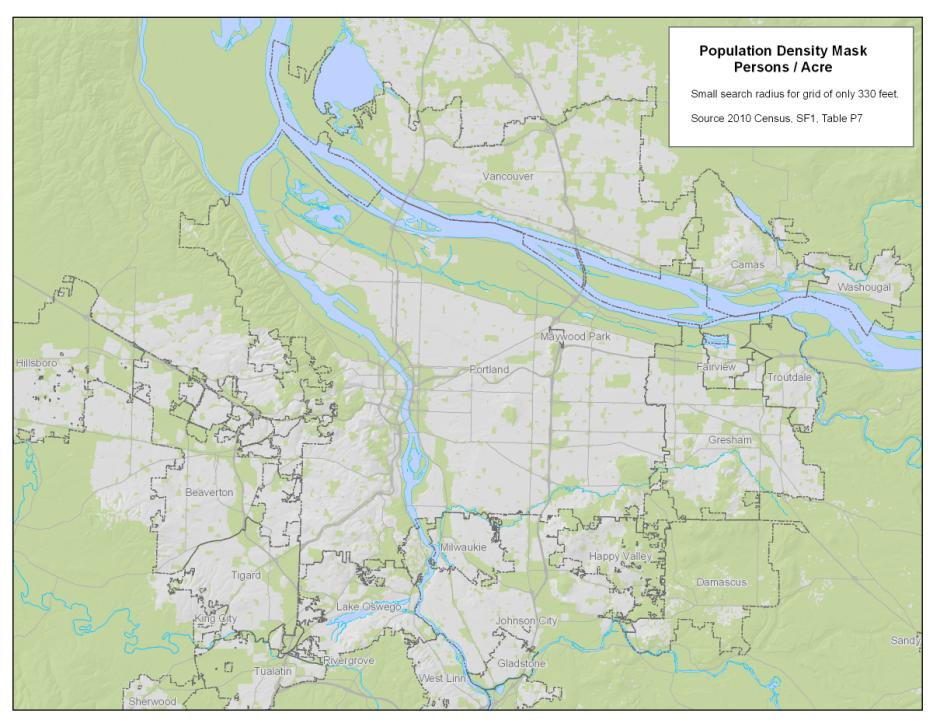 Population Density Mask
Persons / Acre
Small search radius for grid of only 330 feet.
Source 2010 Census, SF1, Table P7
Vancouver
Camas
Washougal
Maywood Park
Hillsboro
Portland
Fairview
Troutdale
Gresham
Beaverton
Milwaukie
Happy Valley
Tigard
Damascus
Lake Oswego
King City
Johnson City
Sandy
Rivergrove
Gladstone
Tualatin
West Linn
Sherwood